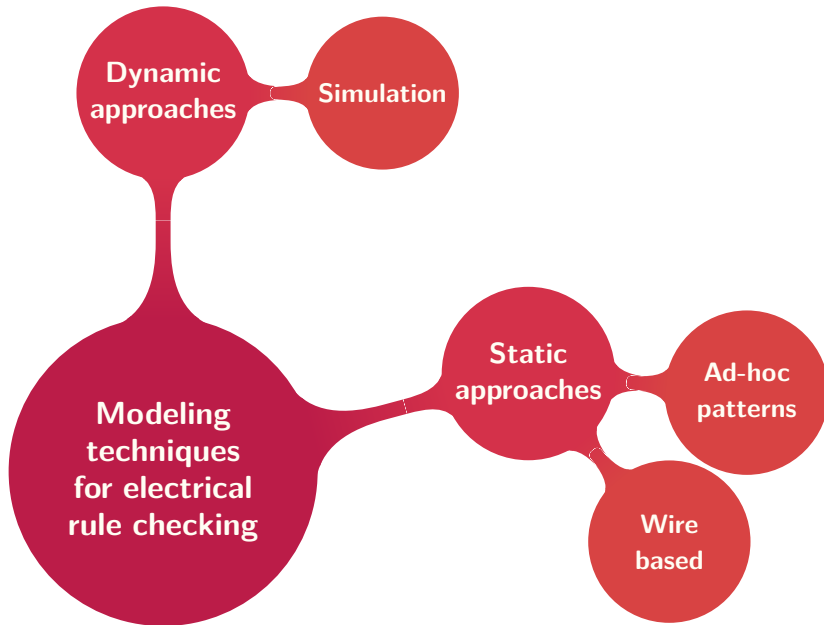 Dynamic
approaches
Simulation
Static
approaches
Ad-hoc
patterns
Modeling
techniques
for electrical
rule checking
Wire
based